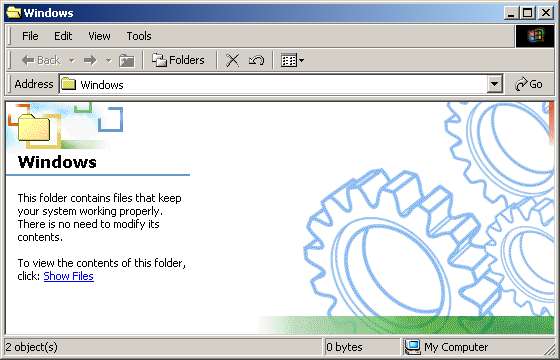 Windows
File Edit View Tools
Back Folders
Address Windows Go
Windows
This folder contains files that keep
your system working properly.
There is no need to modify its
contents.
To view the contents of this folder,
click: Show Files
2 object(s) 0 bytes My Computer